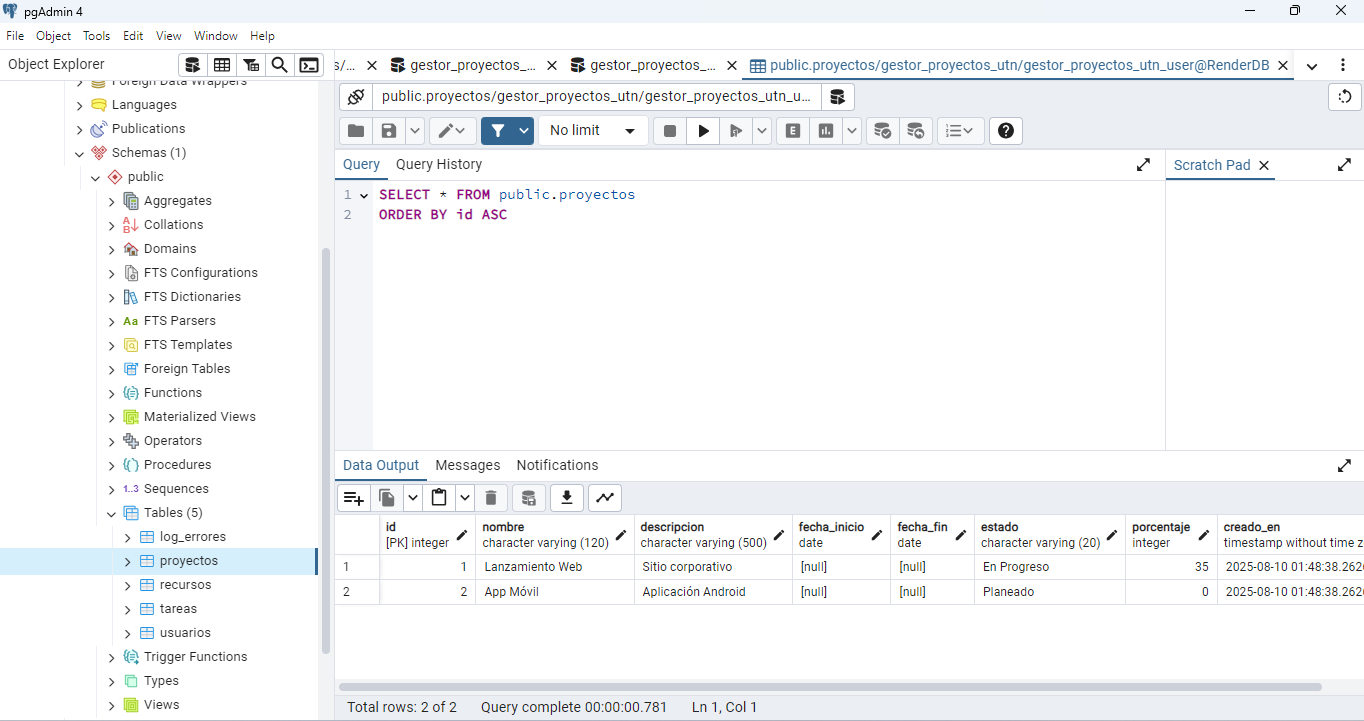 pgAdmin 4
File Object Tools Edit View Window Help
Object Explorer
s/...
gestor_proyectos_...
gestor_proyectos_...
public.proyectos/gestor_proyectos_utn/gestor_proyectos_utn_user@RenderDB
public.proyectos/gestor_proyectos_utn/gestor_proyectos_utn_u...
No limit
Foreign Data Wrappers
Languages
Publications
Schemas (1)
public
Aggregates
Collations
Domains
FTS Configurations
FTS Dictionaries
Aa FTS Parsers
FTS Templates
Foreign Tables
Functions
Materialized Views
Operators
Procedures
1..3 Sequences
Tables (5)
log_errores
proyectos
recursos
tareas
usuarios
Trigger Functions
Types
Views
Query Query History
Scratch Pad
1 SELECT * FROM public.proyectos
2 ORDER BY id ASC
Data Output Messages Notifications
id nombre descripcion fecha_inicio fecha_fin estado porcentaje creado_en
[PK] integer character varying (120) character varying (500) date date character varying (20) integer timestamp without time z
1 1 Lanzamiento Web Sitio corporativo [null] [null] En Progreso 35 2025-08-10 01:48:38.262
2 2 App Móvil Aplicación Android [null] [null] Planeado 0 2025-08-10 01:48:38.262
Total rows: 2 of 2 Query complete 00:00:00.781 Ln 1, Col 1